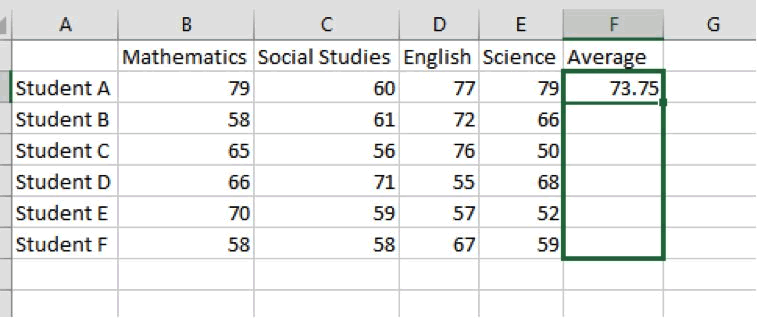 A B C D E F G
Mathematics Social Studies English Science Average
Student A 79 60 77 79 73.75
Student B 58 61 72 66
Student C 65 56 76 50
Student D 66 71 55 68
Student E 70 59 57 52
Student F 58 58 67 59